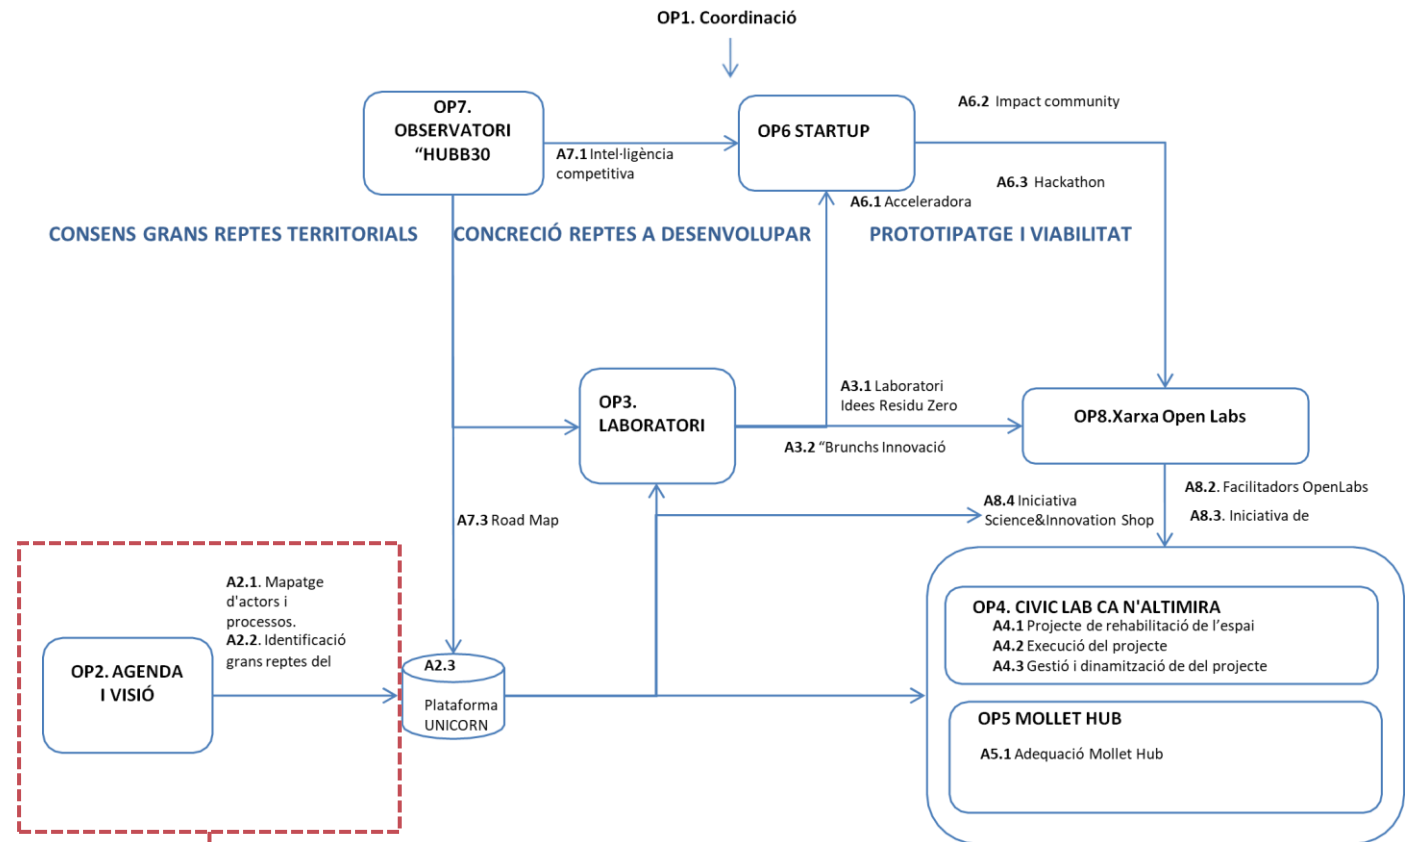 OP1. Coordinació
OP7.
OBSERVATORI
“HUBB30
A7.1 Intel·ligència
competitiva
OP6 STARTUP
A6.2 Impact community
A6.3 Hackathon
A6.1 Acceleradora
CONSENS GRANS REPTES TERRITORIALS
CONCRECIÓ REPTES A DESENVOLUPAR
PROTOTIPATGE I VIABILITAT
OP3.
LABORATORI
A3.1 Laboratori
Idees Residu Zero
A3.2 “Brunchs Innovació
OP8.Xarxa Open Labs
A8.2. Facilitadors OpenLabs
A8.3. Iniciativa de
A8.4 Iniciativa
Science&Innovation Shop
A7.3 Road Map
A2.1. Mapatge
d'actors i
processos.
A2.2. Identificació
grans reptes del
OP2. AGENDA
I VISIÓ
A2.3
Plataforma
UNICORN
OP4. CIVIC LAB CA N'ALTIMIRA
A4.1 Projecte de rehabilitació de l’espai
A4.2 Execució del projecte
A4.3 Gestió i dinamització de del projecte
OP5 MOLLET HUB
A5.1 Adequació Mollet Hub